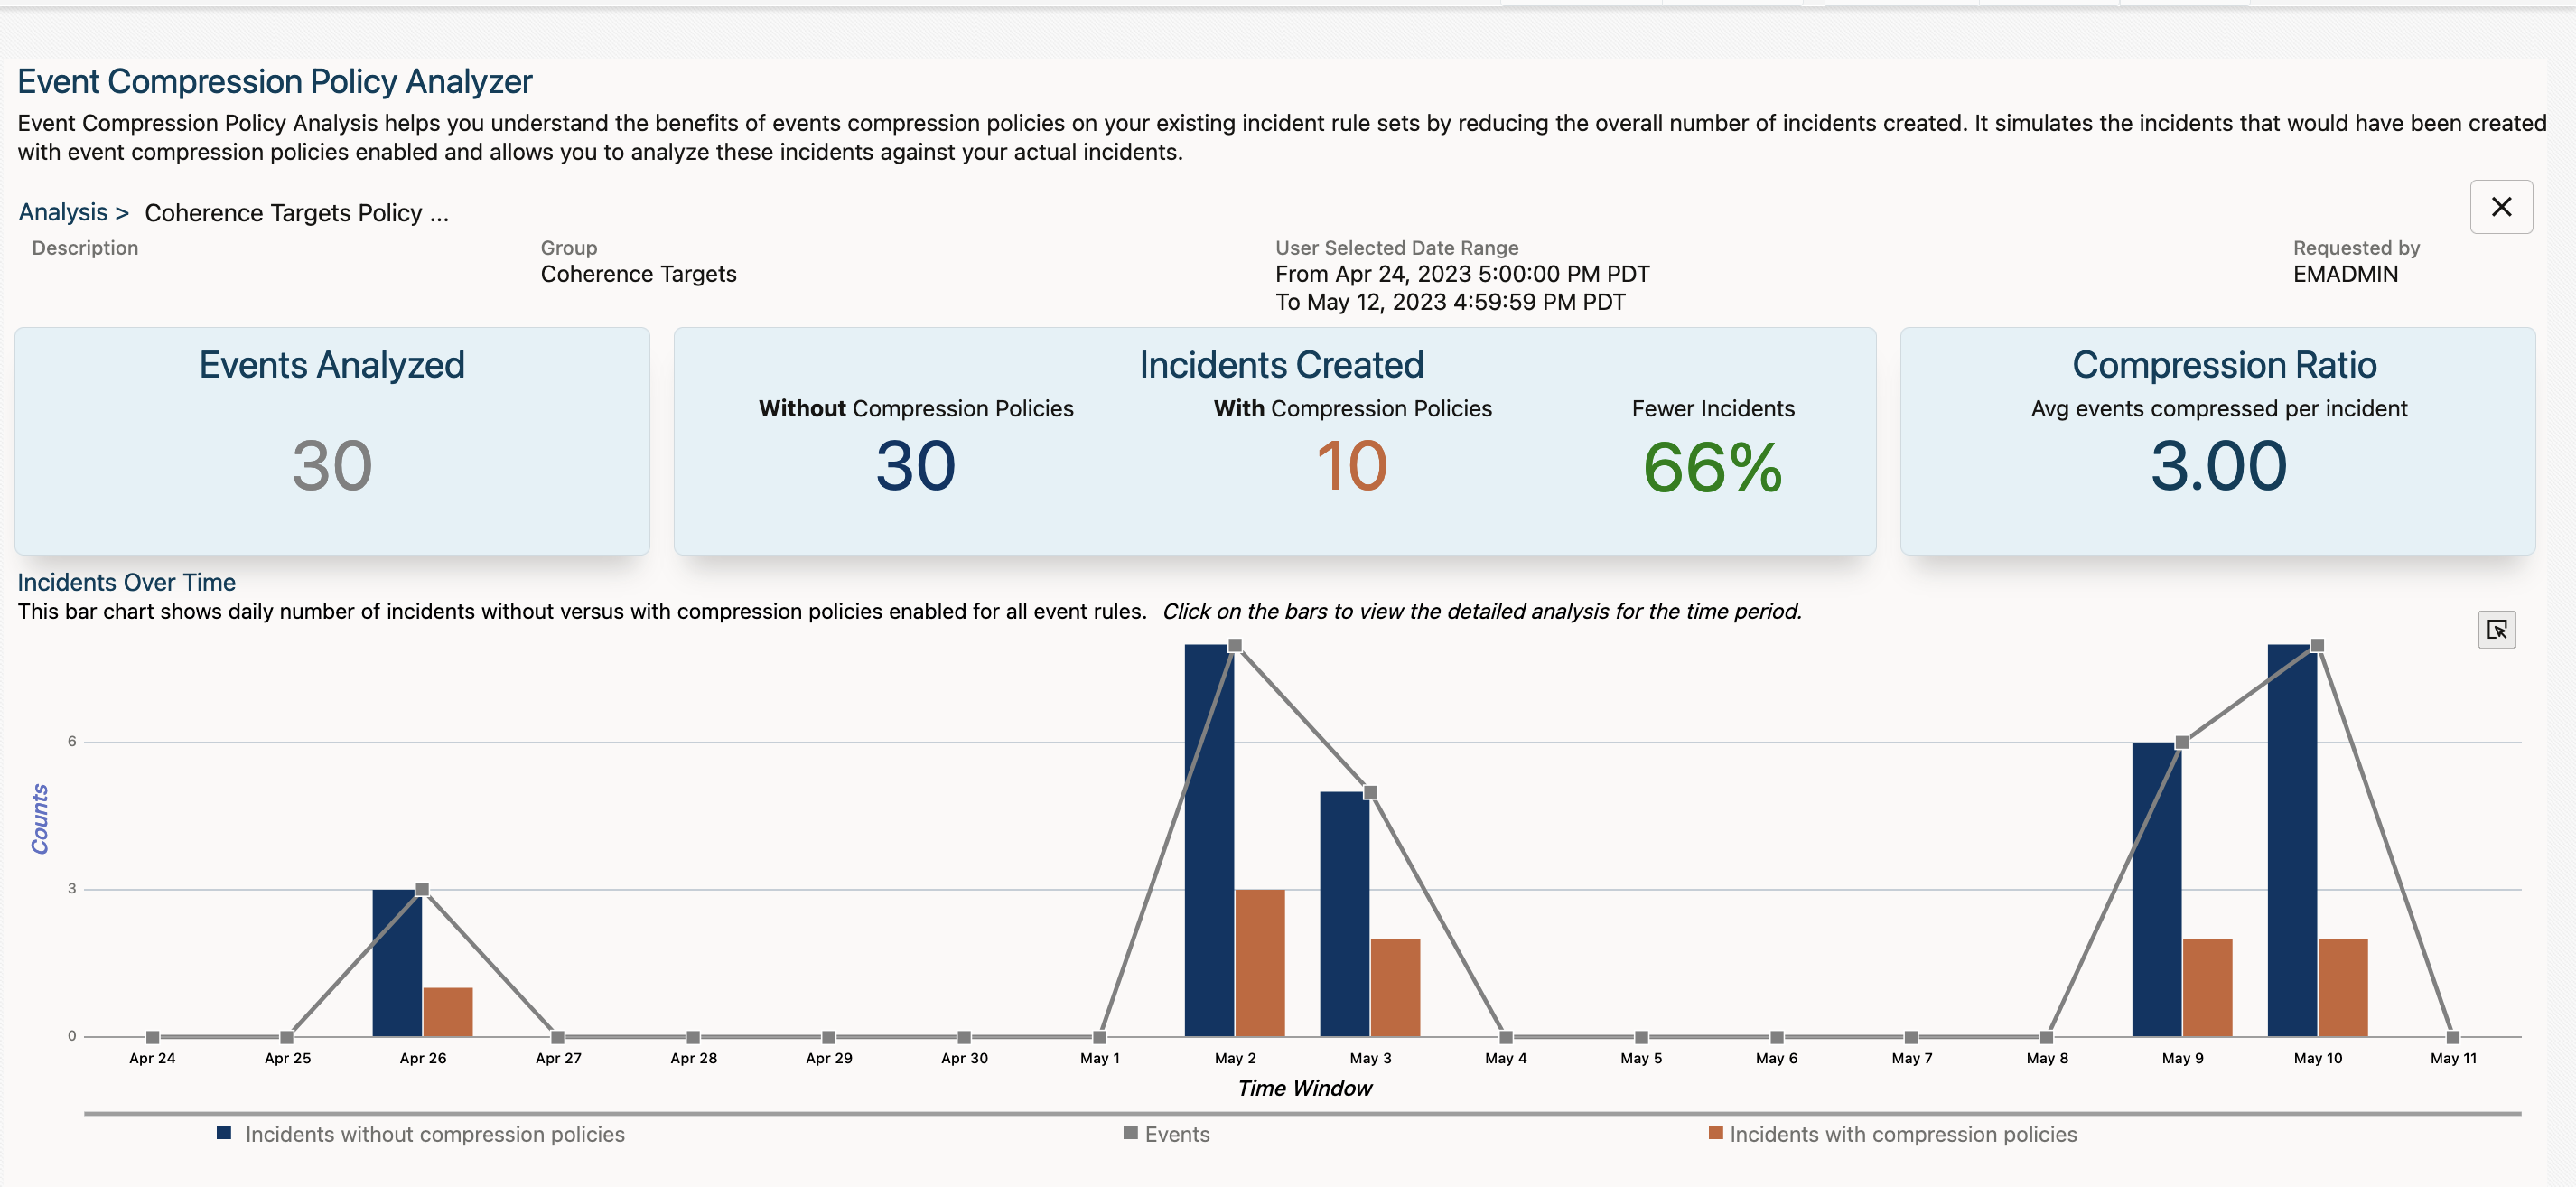 Event Compression Policy Analyzer
Event Compression Policy Analysis helps you understand the benefits of events compression policies on your existing incident rule sets by reducing the overall number of incidents created. It simulates the incidents that would have been created
with event compression policies enabled and allows you to analyze these incidents against your actual incidents.
Analysis > Coherence Targets Policy ...
Description
Group
Coherence Targets
User Selected Date Range
From Apr 24, 2023 5:00:00 PM PDT
To May 12, 2023 4:59:59 PM PDT
Requested by
EMADMIN
Events Analyzed
30
Incidents Created
Without Compression Policies
30
With Compression Policies
10
Fewer Incidents
66%
Compression Ratio
Avg events compressed per incident
3.00
Incidents Over Time
This bar chart shows daily number of incidents without versus with compression policies enabled for all event rules. Click on the bars to view the detailed analysis for the time period.
Counts
6
3
0
Apr 24 Apr 25 Apr 26 Apr 27 Apr 28 Apr 29 Apr 30 May 1 May 2 May 3 May 4 May 5 May 6 May 7 May 8 May 9 May 10 May 11
Time Window
Incidents without compression policies Events Incidents with compression policies